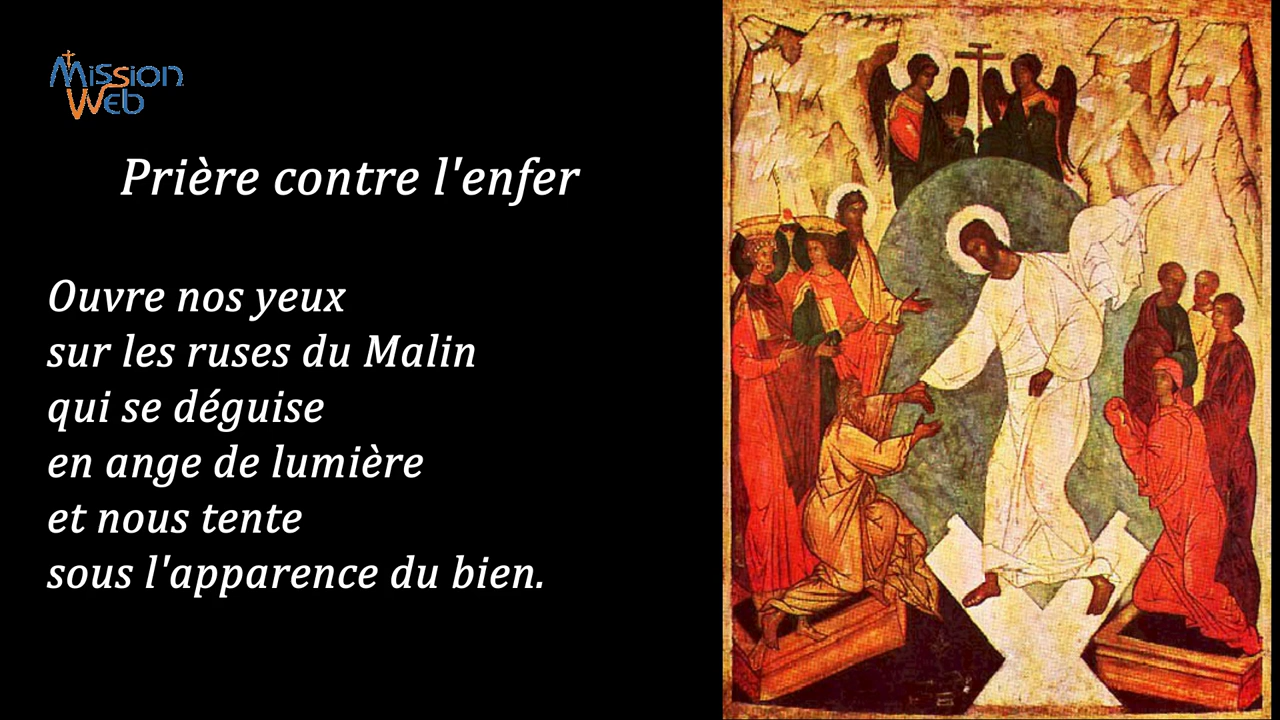 Mission
Web
Prière contre l'enfer
Ouvre nos yeux
sur les ruses du Malin
qui se déguise
en ange de lumière
et nous tente
sous l'apparence du bien.